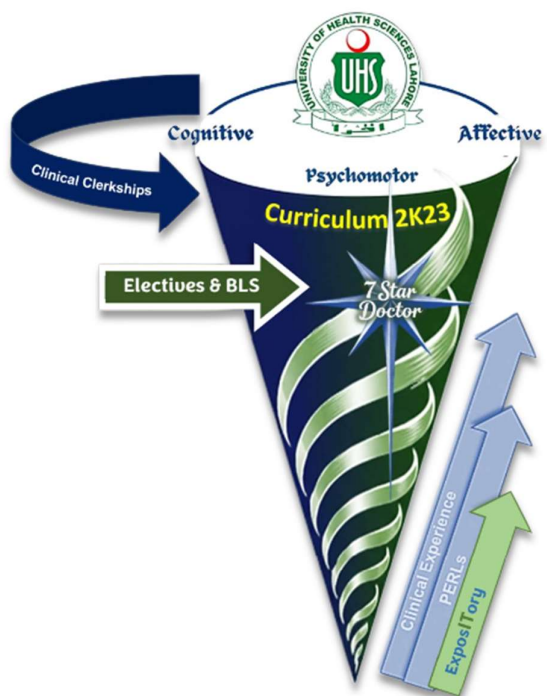 UNIVERSITY OF HEALTH SCIENCES LAHORE
UHS
Cognitive
Affective
Psychomotor
Clinical Clerkships
Curriculum 2K23
Electives & BLS
7 Star
Doctor
Clinical Experience
PERLs
ExposITory